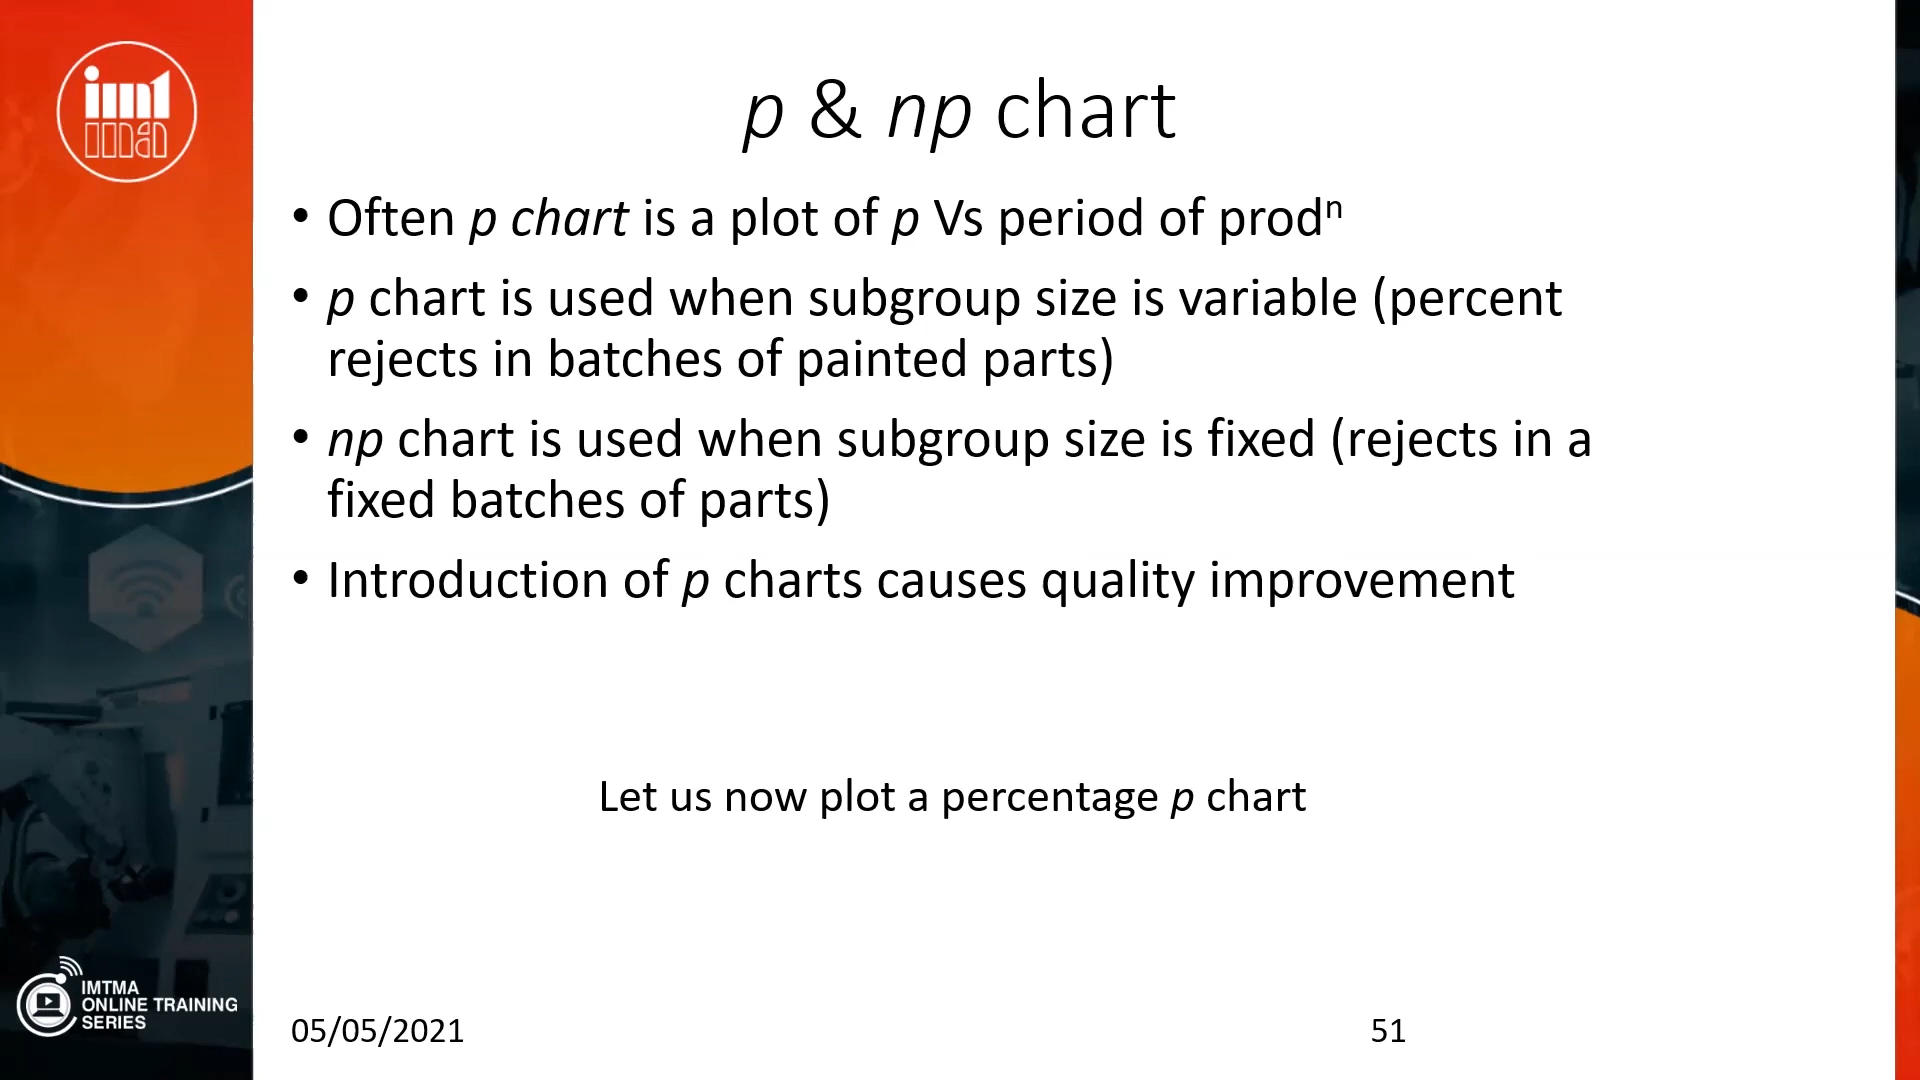 imt
ima
p & np chart
• Often p chart is a plot of p Vs period of prodⁿ
• p chart is used when subgroup size is variable (percent
rejects in batches of painted parts)
• np chart is used when subgroup size is fixed (rejects in a
fixed batches of parts)
• Introduction of p charts causes quality improvement
Let us now plot a percentage p chart
IMTMA
ONLINE TRAINING
SERIES
05/05/2021
51